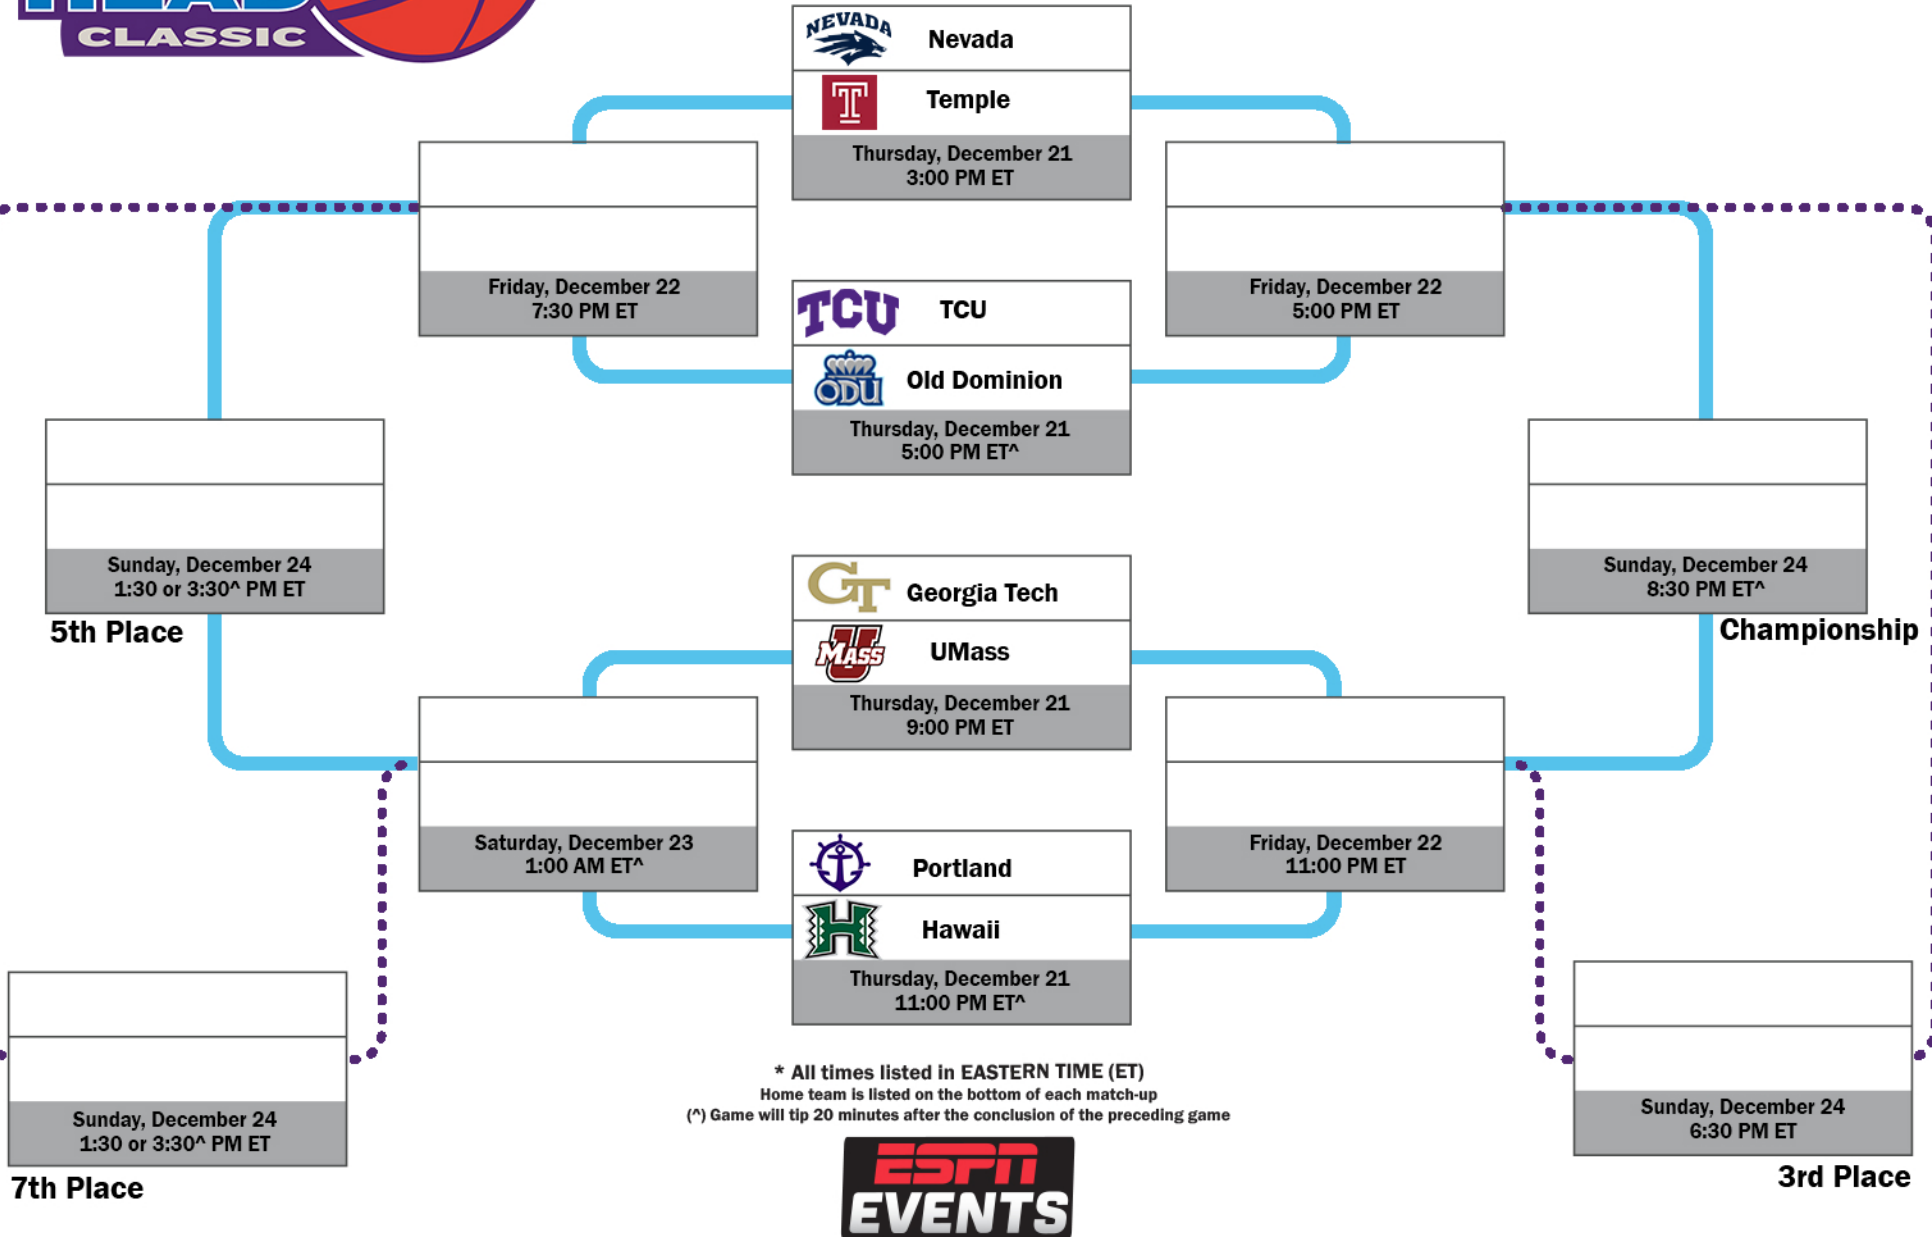 HEAD
CLASSIC
NEVADA
Nevada
T
Temple
Thursday, December 21
3:00 PM ET
Friday, December 22
7:30 PM ET
Friday, December 22
5:00 PM ET
TCU
TCU
ODU
Old Dominion
Thursday, December 21
5:00 PM ET^
Sunday, December 24
1:30 or 3:30^ PM ET
5th Place
Sunday, December 24
8:30 PM ET^
Championship
GT
Georgia Tech
U
MASS
UMass
Thursday, December 21
9:00 PM ET
Saturday, December 23
1:00 AM ET^
Friday, December 22
11:00 PM ET
Portland
H
Hawaii
Thursday, December 21
11:00 PM ET^
Sunday, December 24
1:30 or 3:30^ PM ET
7th Place
Sunday, December 24
6:30 PM ET
3rd Place
* All times listed in EASTERN TIME (ET)
Home team is listed on the bottom of each match-up
(^) Game will tip 20 minutes after the conclusion of the preceding game
ESPN
EVENTS